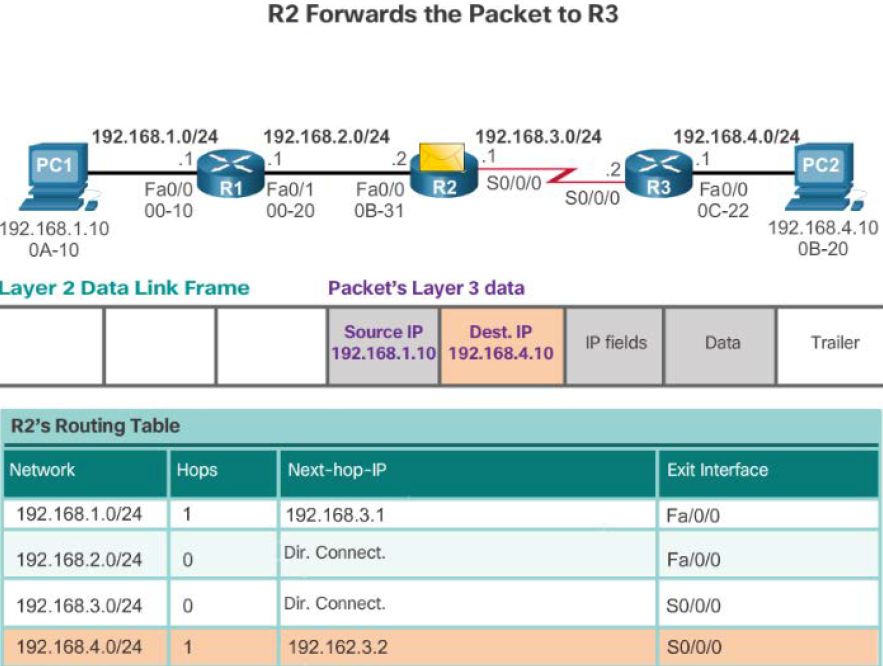 R2 Forwards the Packet to R3
192.168.1.0/24 192.168.2.0/24 192.168.3.0/24 192.168.4.0/24
PC1 .1 .1 .2 .1 .2 .1 PC2
Fa0/0 R1 Fa0/1 Fa0/0 R2 S0/0/0 S0/0/0 R3 Fa0/0
00-10 00-20 0B-31 0C-22
192.168.1.10 192.168.4.10
0A-10 0B-20
Layer 2 Data Link Frame Packet's Layer 3 data
Source IP Dest. IP IP fields Data Trailer
192.168.1.10 192.168.4.10
R2's Routing Table
Network Hops Next-hop-IP Exit Interface
192.168.1.0/24 1 192.168.3.1 Fa/0/0
192.168.2.0/24 0 Dir. Connect. Fa/0/0
192.168.3.0/24 0 Dir. Connect. S0/0/0
192.168.4.0/24 1 192.162.3.2 S0/0/0